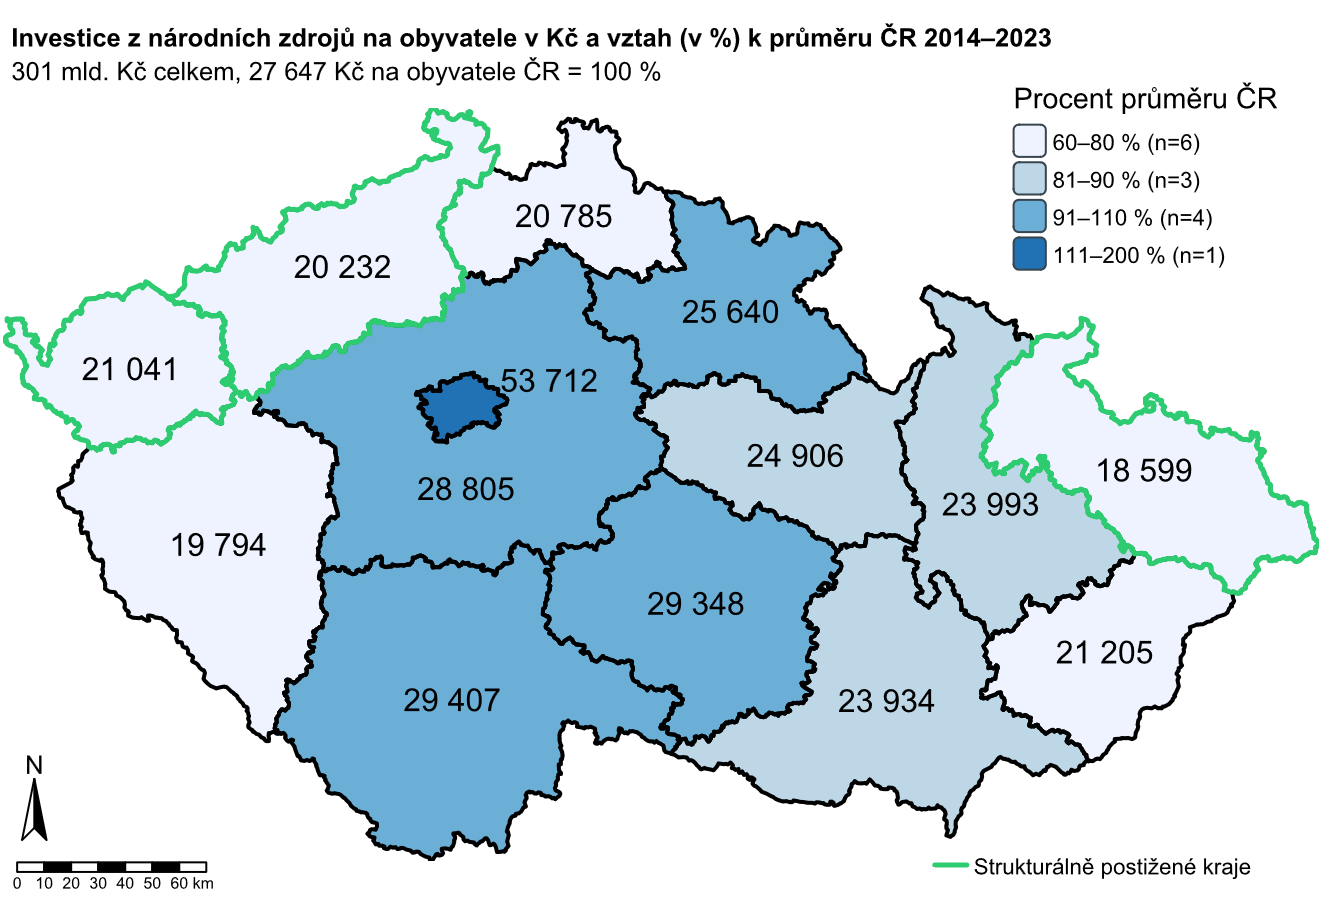 Investice z národních zdrojů na obyvatele v Kč a vztah (v %) k průměru ČR 2014–2023
301 mld. Kč celkem, 27 647 Kč na obyvatele ČR = 100 %
Procent průměru ČR
60–80 % (n=6)
81–90 % (n=3)
91–110 % (n=4)
111–200 % (n=1)
20 785
20 232
25 640
21 041
53 712
24 906
18 599
28 805
23 993
19 794
29 348
21 205
29 407
23 934
N
0 10 20 30 40 50 60 km
Strukturálně postižené kraje